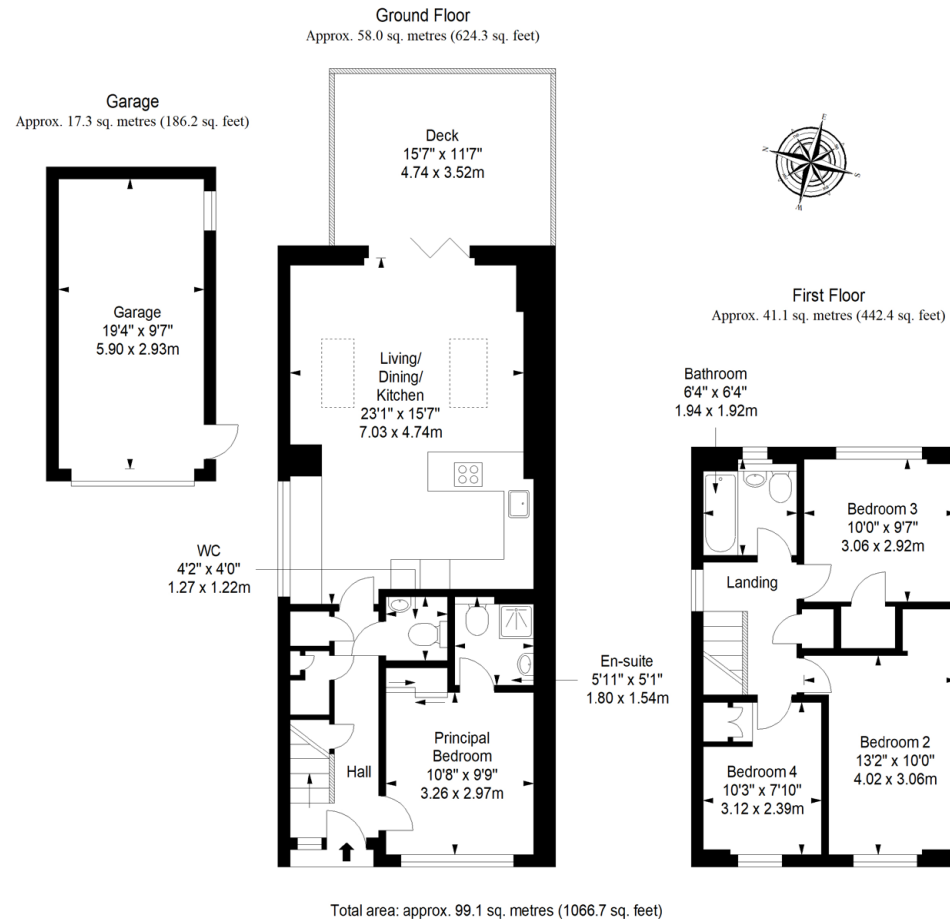 Ground Floor
Approx. 58.0 sq. metres (624.3 sq. feet)
Garage
Approx. 17.3 sq. metres (186.2 sq. feet)
Deck
15'7" x 11'7"
4.74 x 3.52m
E
N
S
W
Garage
19'4" x 9'7"
5.90 x 2.93m
First Floor
Approx. 41.1 sq. metres (442.4 sq. feet)
Living/
Dining/
Kitchen
23'1" x 15'7"
7.03 x 4.74m
Bathroom
6'4" x 6'4"
1.94 x 1.92m
Bedroom 3
10'0" x 9'7"
3.06 x 2.92m
WC
4'2" x 4'0"
1.27 x 1.22m
Landing
En-suite
5'11" x 5'1"
1.80 x 1.54m
Principal
Bedroom
10'8" x 9'9"
3.26 x 2.97m
Hall
Bedroom 2
13'2" x 10'0"
4.02 x 3.06m
Bedroom 4
10'3" x 7'10"
3.12 x 2.39m
Total area: approx. 99.1 sq. metres (1066.7 sq. feet)